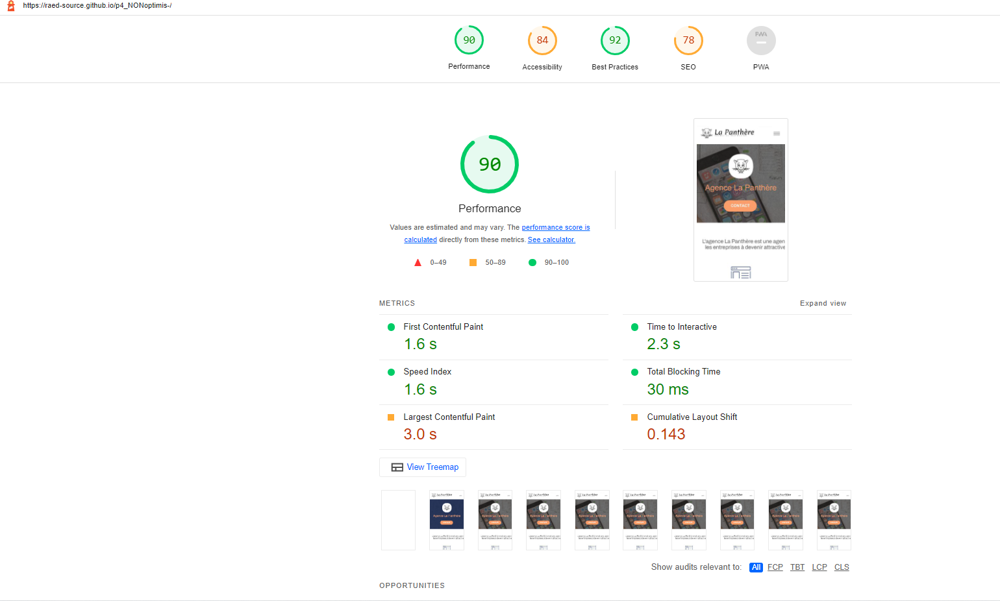 https://raed-source.github.io/p4_NONoptimis-/
90
84
92
78
PWA
Performance
Accessibility
Best Practices
SEO
PWA
90
Performance
Values are estimated and may vary. The performance score is
calculated directly from these metrics. See calculator.
0–49
50–89
90–100
La Panthère
Agence La Panthère
CONTACT
L'agence La Panthère est une agen
les entreprises à devenir attractive
METRICS
Expand view
First Contentful Paint
1.6 s
Time to Interactive
2.3 s
Speed Index
1.6 s
Total Blocking Time
30 ms
Largest Contentful Paint
3.0 s
Cumulative Layout Shift
0.143
View Treemap
Show audits relevant to: All FCP TBT LCP CLS
OPPORTUNITIES